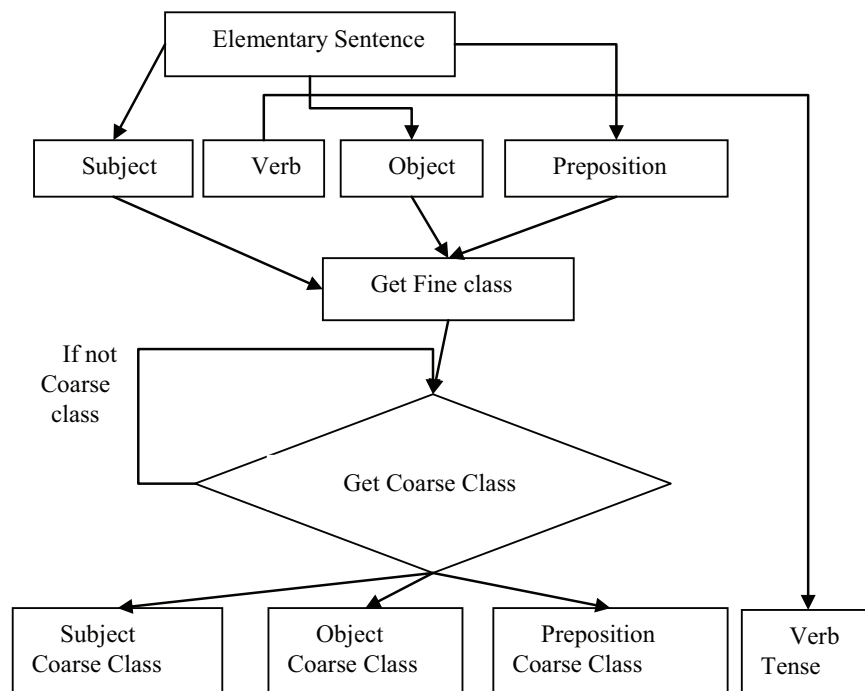 Elementary Sentence
Subject
Verb
Object
Preposition
Get Fine class
If not
Coarse
class
Get Coarse Class
Subject
Coarse Class
Object
Coarse Class
Preposition
Coarse Class
Verb
Tense